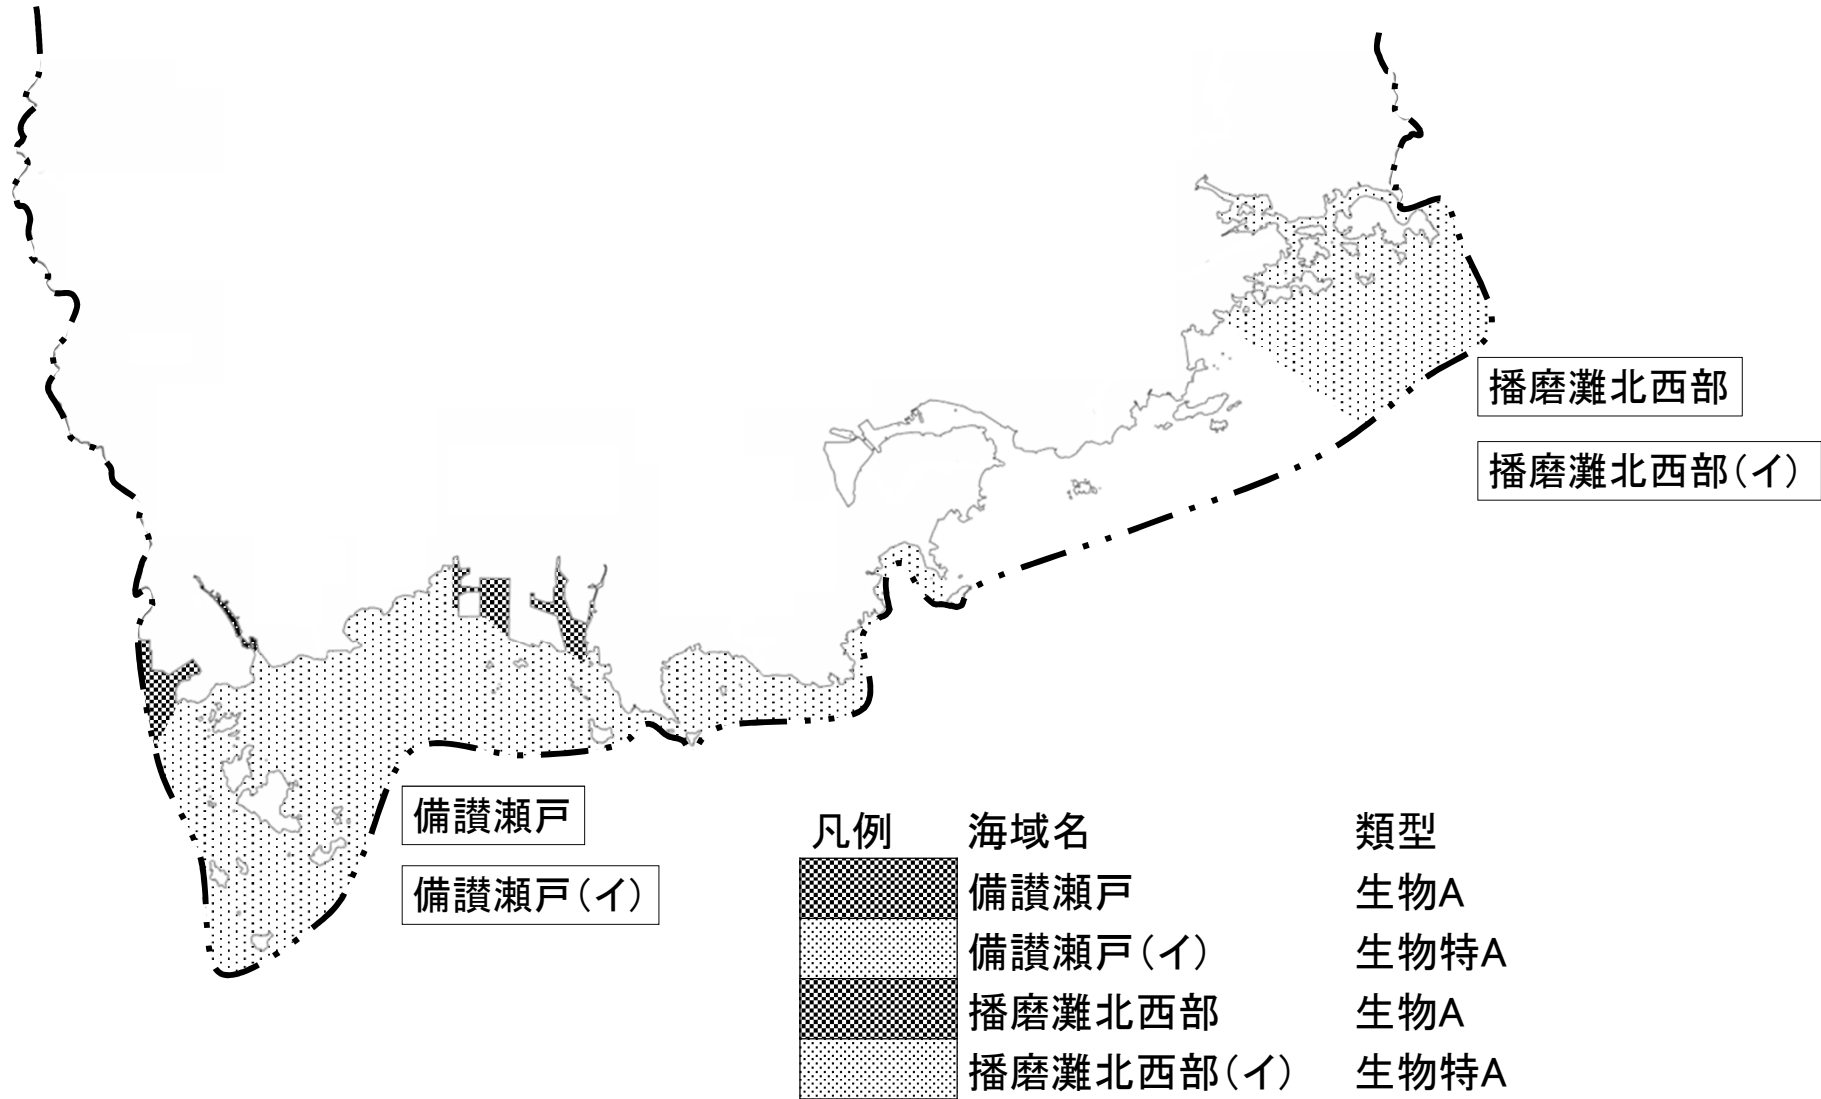 播磨灘北西部
播磨灘北西部(イ)
備讃瀬戸
備讃瀬戸(イ)
凡例 海域名 類型
備讃瀬戸 生物A
備讃瀬戸(イ) 生物特A
播磨灘北西部 生物A
播磨灘北西部(イ) 生物特A